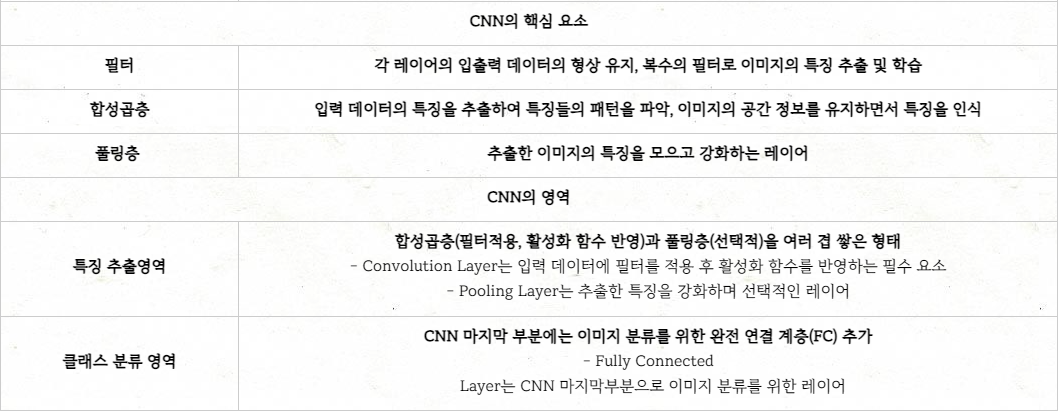 CNN의 핵심 요소
필터
각 레이어의 입출력 데이터의 형상 유지, 복수의 필터로 이미지의 특징 추출 및 학습
합성곱층
입력 데이터의 특징을 추출하여 특징들의 패턴을 파악, 이미지의 공간 정보를 유지하면서 특징을 인식
풀링층
추출한 이미지의 특징을 모으고 강화하는 레이어
CNN의 영역
특징 추출영역
합성곱층(필터적용, 활성화 함수 반영)과 풀링층(선택적)을 여러 겹 쌓은 형태
- Convolution Layer는 입력 데이터에 필터를 적용 후 활성화 함수를 반영하는 필수 요소
- Pooling Layer는 추출한 특징을 강화하며 선택적인 레이어
클래스 분류 영역
CNN 마지막 부분에는 이미지 분류를 위한 완전 연결 계층(FC) 추가
- Fully Connected
Layer는 CNN 마지막부분으로 이미지 분류를 위한 레이어